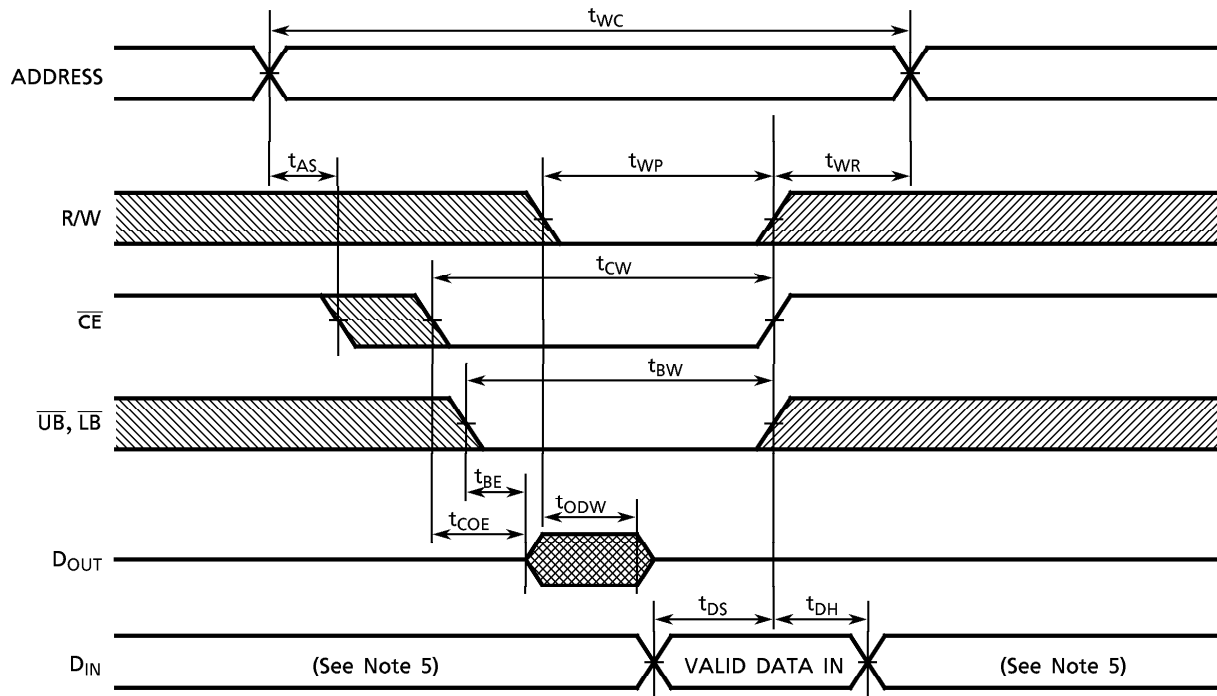 tWC
ADDRESS
tAS
tWP
tWR
R/W
tCW
CE
tBW
UB, LB
tBE
tODW
tCOE
DOUT
tDS
tDH
DIN
(See Note 5)
VALID DATA IN
(See Note 5)